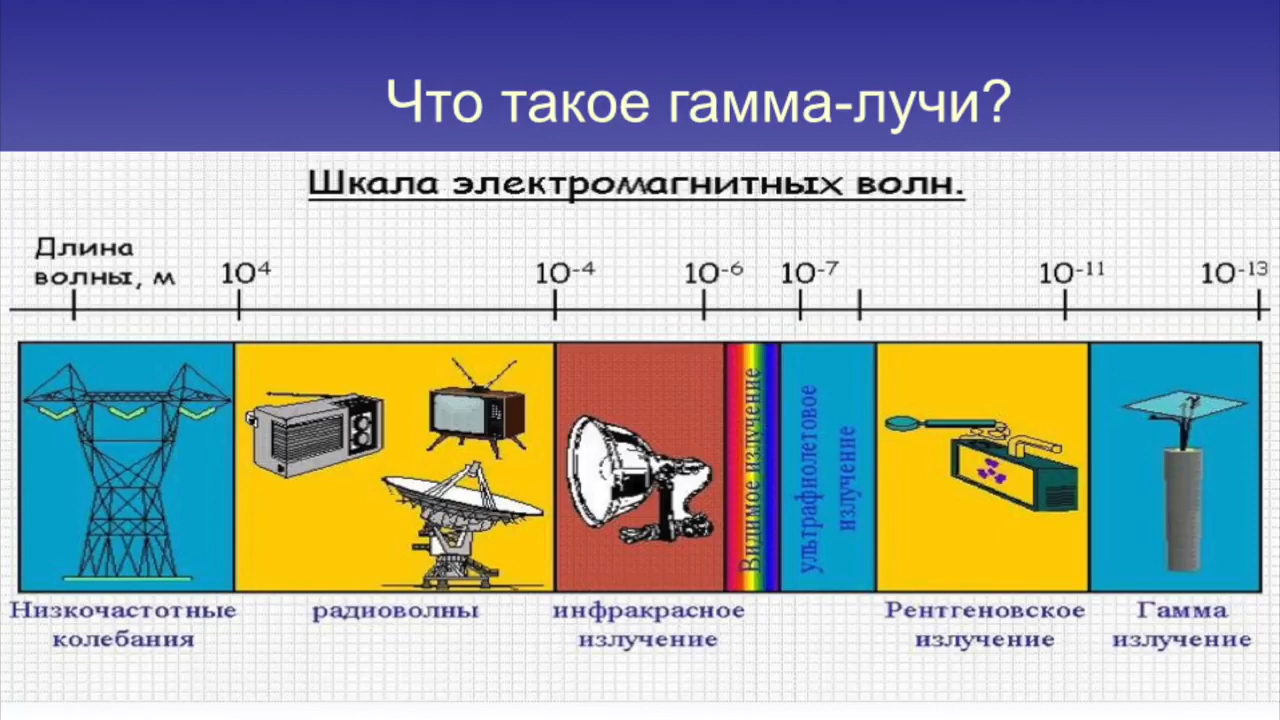 Что такое гамма-лучи?
Шкала электромагнитных волн.
Длина
волны, м
10⁴ 10⁻⁴ 10⁻⁶ 10⁻⁷ 10⁻¹¹ 10⁻¹³
Видимое излучение
ультрафиолетовое
излучение
Низкочастотные
колебания
радиоволны
инфракрасное
излучение
Рентгеновское
излучение
Гамма
излучение